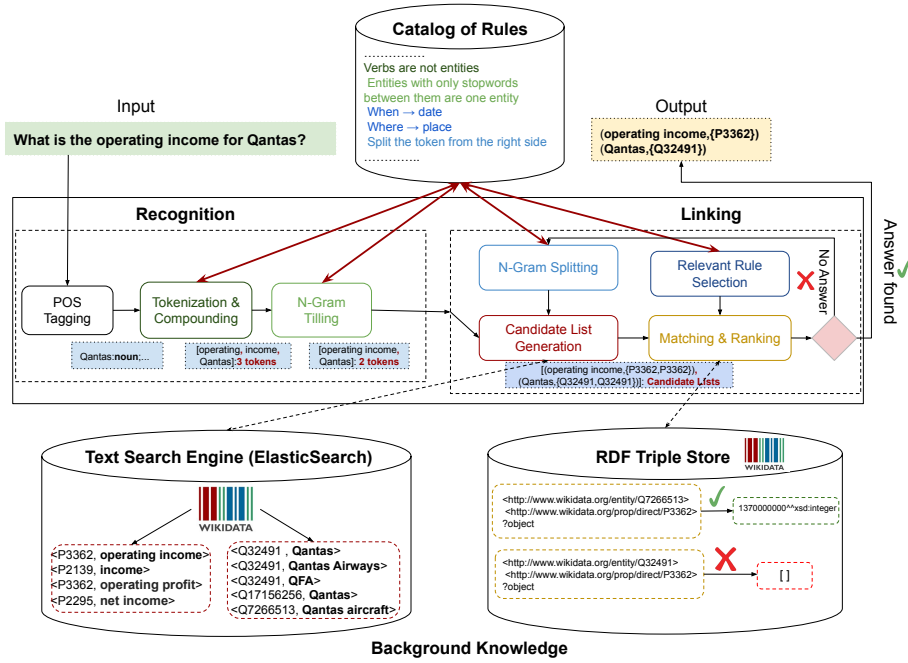 Catalog of Rules
..............
Verbs are not entities
Entities with only stopwords
between them are one entity
When → date
Where → place
Split the token from the right side
............
Input
What is the operating income for Qantas?
Output
(operating income,{P3362})
(Qantas,{Q32491})
Recognition
Linking
POS
Tagging
Tokenization &
Compounding
N-Gram
Tilling
N-Gram Splitting
Relevant Rule
Selection
Candidate List
Generation
Matching & Ranking
No Answer
Answer found
Qantas:noun;...
[operating, income,
Qantas]:3 tokens
[operating income,
Qantas]: 2 tokens
[(operating income,{P3362,P3362}),
(Qantas,{Q32491,Q32491})]: Candidate Lists
Text Search Engine (ElasticSearch)
WIKIDATA
<P3362, operating income>
<P2139, income>
<P3362, operating profit>
<P2295, net income>
<Q32491 , Qantas>
<Q32491, Qantas Airways>
<Q32491, QFA>
<Q17156256, Qantas>
<Q7266513, Qantas aircraft>
RDF Triple Store
WIKIDATA
<http://www.wikidata.org/entity/Q7266513>
<http://www.wikidata.org/prop/direct/P3362>
?object
1370000000^^xsd:integer
<http://www.wikidata.org/entity/Q32491>
<http://www.wikidata.org/prop/direct/P3362>
?object
[ ]
Background Knowledge